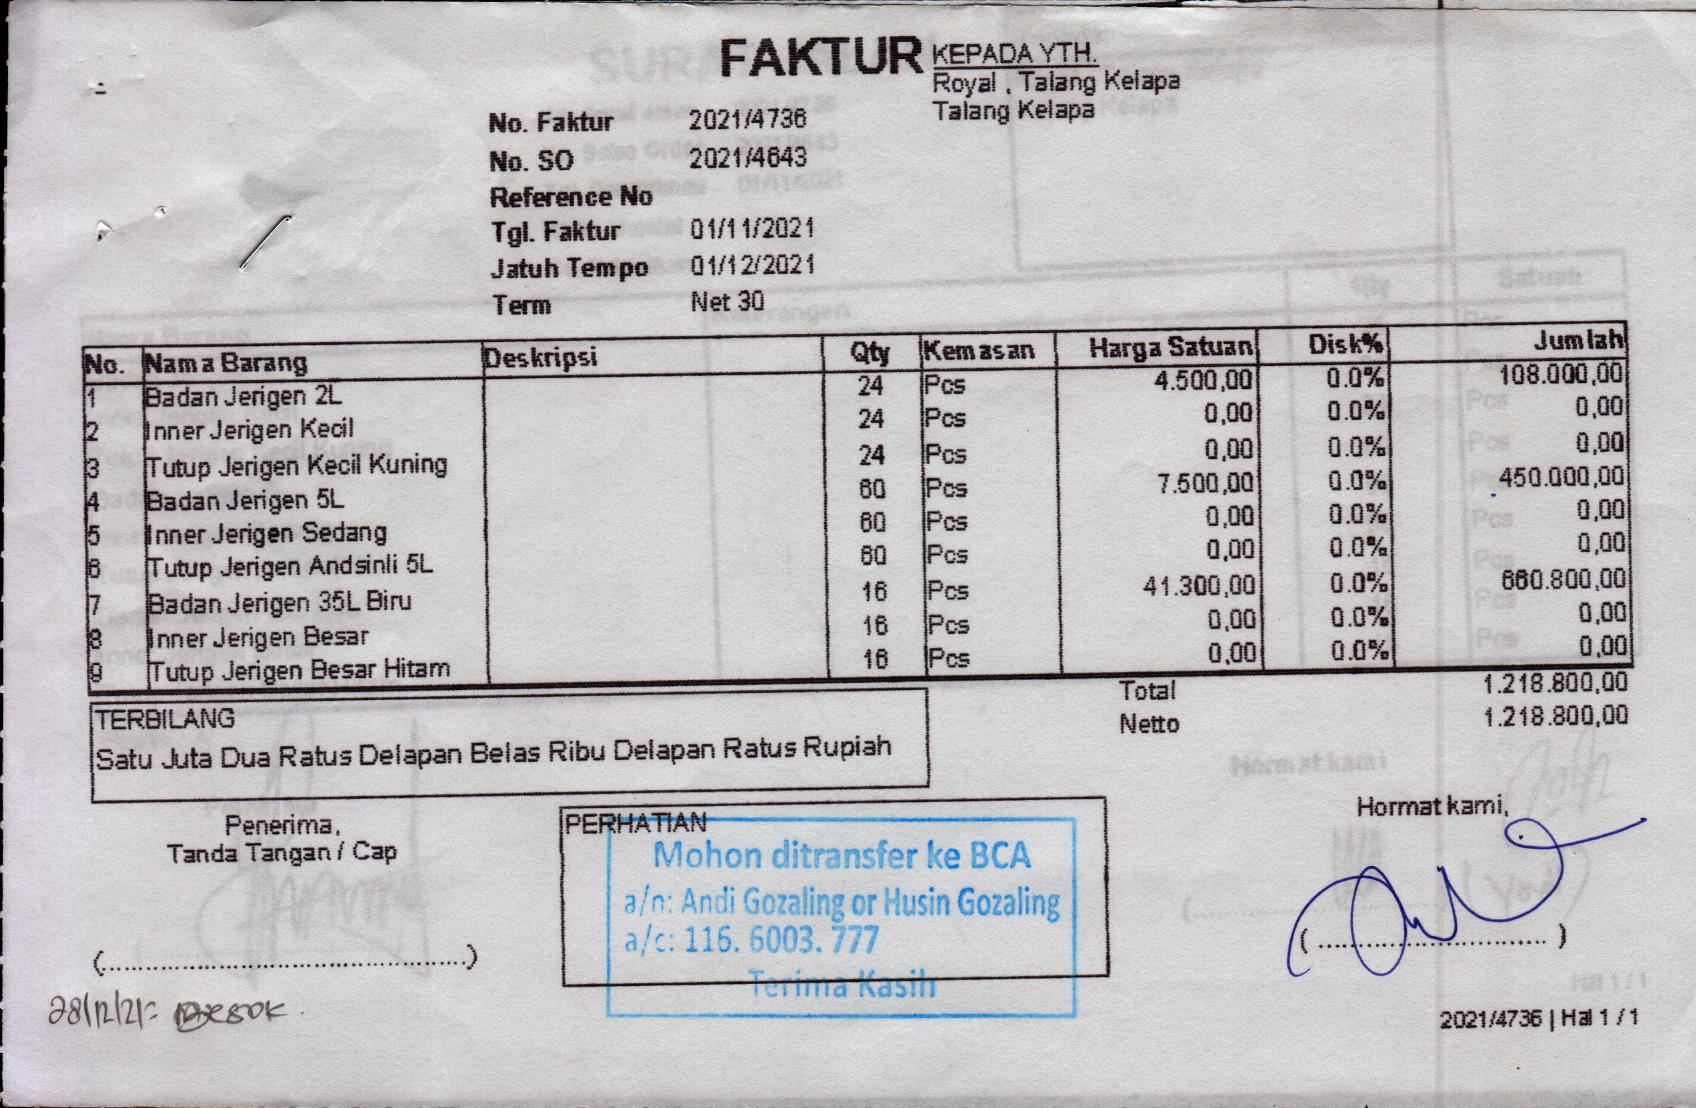 FAKTUR
KEPADA YTH.
Royal , Talang Kelapa
Talang Kelapa
No. Faktur 2021/4736
No. SO 2021/4643
Reference No
Tgl. Faktur 01/11/2021
Jatuh Tempo 01/12/2021
Term Net 30
No. Nama Barang Deskripsi Qty Kemasan Harga Satuan Disk% Jumlah
1 Badan Jerigen 2L 24 Pcs 4.500,00 0.0% 108.000,00
2 Inner Jerigen Kecil 24 Pcs 0,00 0.0% 0,00
3 Tutup Jerigen Kecil Kuning 24 Pcs 0,00 0.0% 0,00
4 Badan Jerigen 5L 60 Pcs 7.500,00 0.0% 450.000,00
5 Inner Jerigen Sedang 60 Pcs 0,00 0.0% 0,00
6 Tutup Jerigen Andsinli 5L 60 Pcs 0,00 0.0% 0,00
7 Badan Jerigen 35L Biru 16 Pcs 41.300,00 0.0% 660.800,00
8 Inner Jerigen Besar 16 Pcs 0,00 0.0% 0,00
9 Tutup Jerigen Besar Hitam 16 Pcs 0,00 0.0% 0,00
Total 1.218.800,00
Netto 1.218.800,00
TERBILANG
Satu Juta Dua Ratus Delapan Belas Ribu Delapan Ratus Rupiah
Penerima,
Tanda Tangan / Cap
(..................................................)
PERHATIAN
Mohon ditransfer ke BCA
a/n: Andi Gozaling or Husin Gozaling
a/c: 116. 6003. 777
Terima Kasih
Hormat kami,
( ............................... )
28/12/21=
2021/4736 | Hal 1 / 1